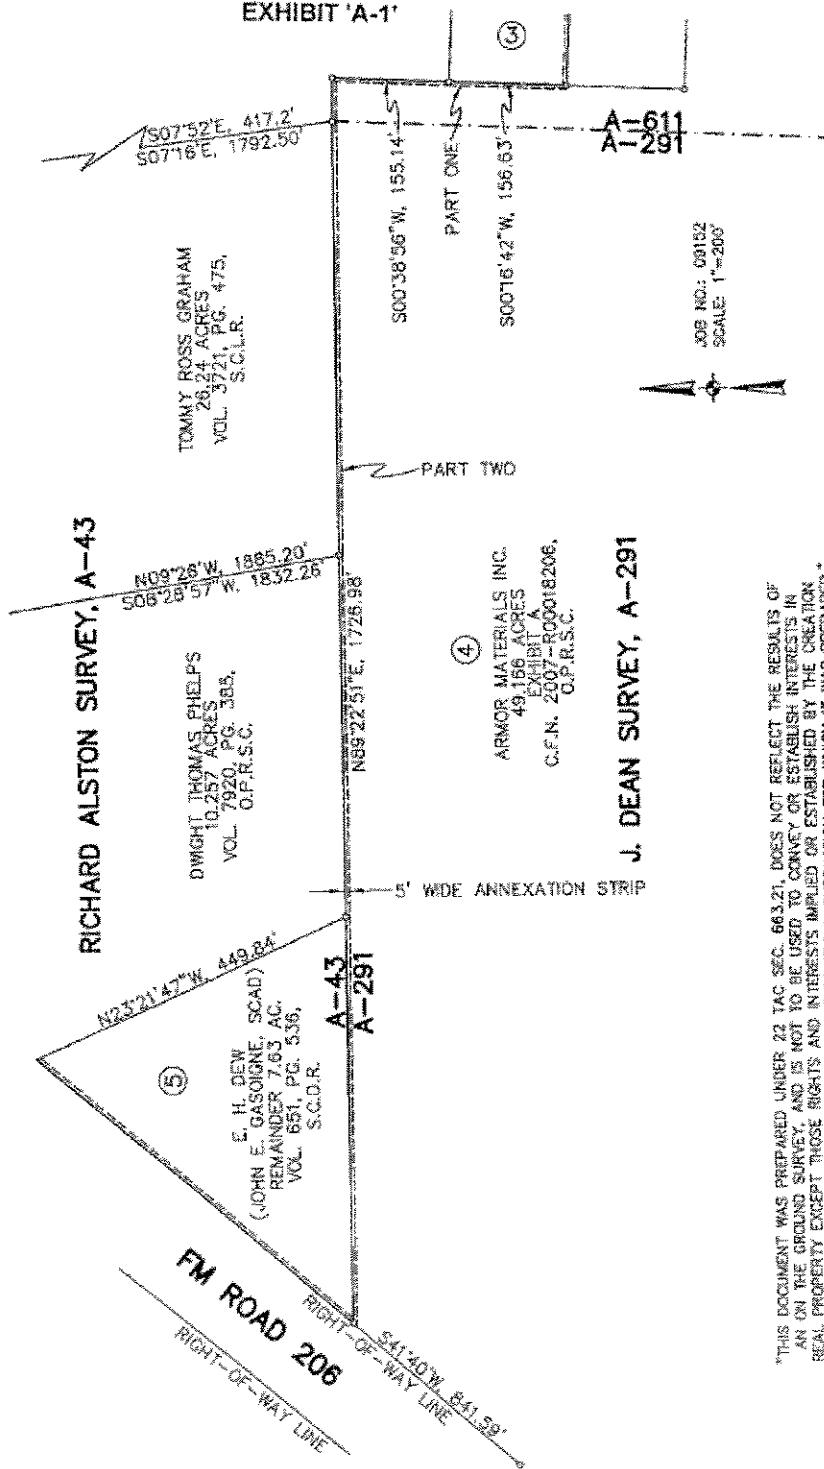 EXHIBIT 'A-1'
③
S07°52'E, 417.2'
S07°16'E, 1792.50'
A-611
A-291
S00°38'56"W, 155.14'
PART ONE
S00°16'42"W, 156.63'
TOMMY ROSS GRAHAM
26.24 ACRES
VOL. 3721, PG. 475,
S.C.L.R.
JOB NO.: 09152
SCALE: 1"=200'
PART TWO
RICHARD ALSTON SURVEY, A-43
N09°26'W, 1885.20'
S08°28'57"W, 1832.26'
DWIGHT THOMAS PHELPS
10.257 ACRES
VOL. 7920, PG. 385,
O.P.R.S.C.
N89°22'51"E, 1726.98'
④
ARMOR MATERIALS INC.
49.166 ACRES
EXHIBIT A
C.F.N. 2007-R00018206,
O.P.R.S.C.
J. DEAN SURVEY, A-291
5' WIDE ANNEXATION STRIP
N23°21'47"W, 449.84'
A-43
A-291
⑤
E. H. DEW
(JOHN E. GASOIGNE, SCAD)
REMAINDER 7.63 AC.
VOL. 651, PG. 536,
S.C.D.R.
FM ROAD 206
RIGHT-OF-WAY LINE
RIGHT-OF-WAY LINE
S41°40'W, 841.59'
"THIS DOCUMENT WAS PREPARED UNDER 22 TAC SEC. 663.21, DOES NOT REFLECT THE RESULTS OF
AN ON THE GROUND SURVEY, AND IS NOT TO BE USED TO CONVEY OR ESTABLISH INTERESTS IN
REAL PROPERTY EXCEPT THOSE RIGHTS AND INTERESTS IMPLIED OR ESTABLISHED BY THE CREATION